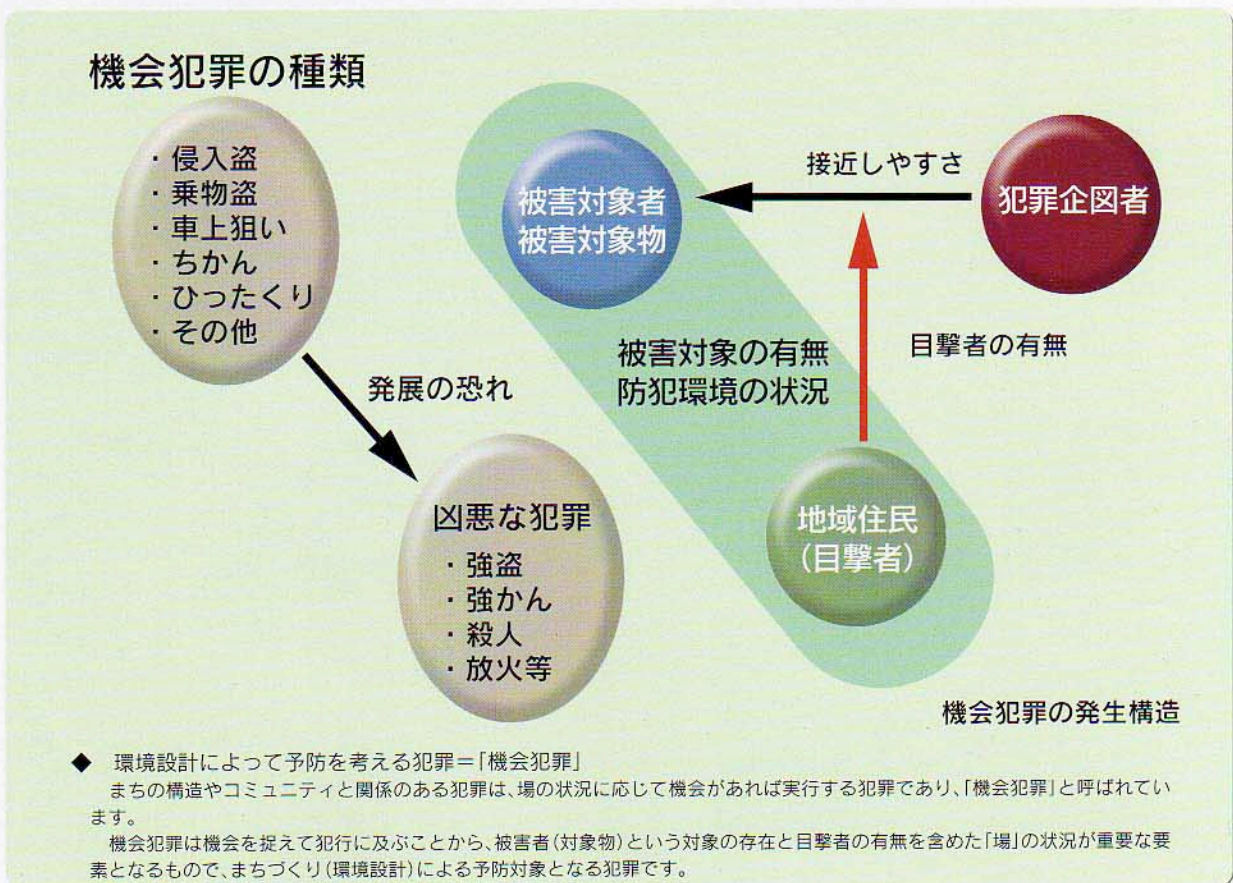 機会犯罪の種類
・侵入盗
・乗物盗
・車上狙い
・ちかん
・ひったくり
・その他
発展の恐れ
凶悪な犯罪
・強盗
・強かん
・殺人
・放火等
被害対象者
被害対象物
接近しやすさ
犯罪企図者
目撃者の有無
被害対象の有無
防犯環境の状況
地域住民
(目撃者)
機会犯罪の発生構造
◆ 環境設計によって予防を考える犯罪=「機会犯罪」
まちの構造やコミュニティと関係のある犯罪は、場の状況に応じて機会があれば実行する犯罪であり、「機会犯罪」と呼ばれてい
ます。
機会犯罪は機会を捉えて犯行に及ぶことから、被害者(対象物)という対象の存在と目撃者の有無を含めた「場」の状況が重要な要
素となるもので、まちづくり(環境設計)による予防対象となる犯罪です。